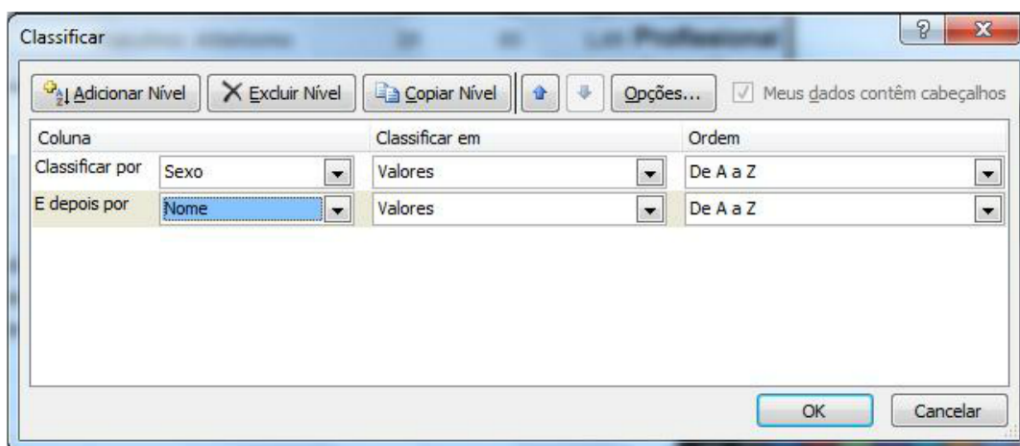 Classificar
Adicionar Nível Excluir Nível Copiar Nível Opções... Meus dados contêm cabeçalhos
Coluna Classificar em Ordem
Classificar por Sexo Valores De A a Z
E depois por Nome Valores De A a Z
OK Cancelar